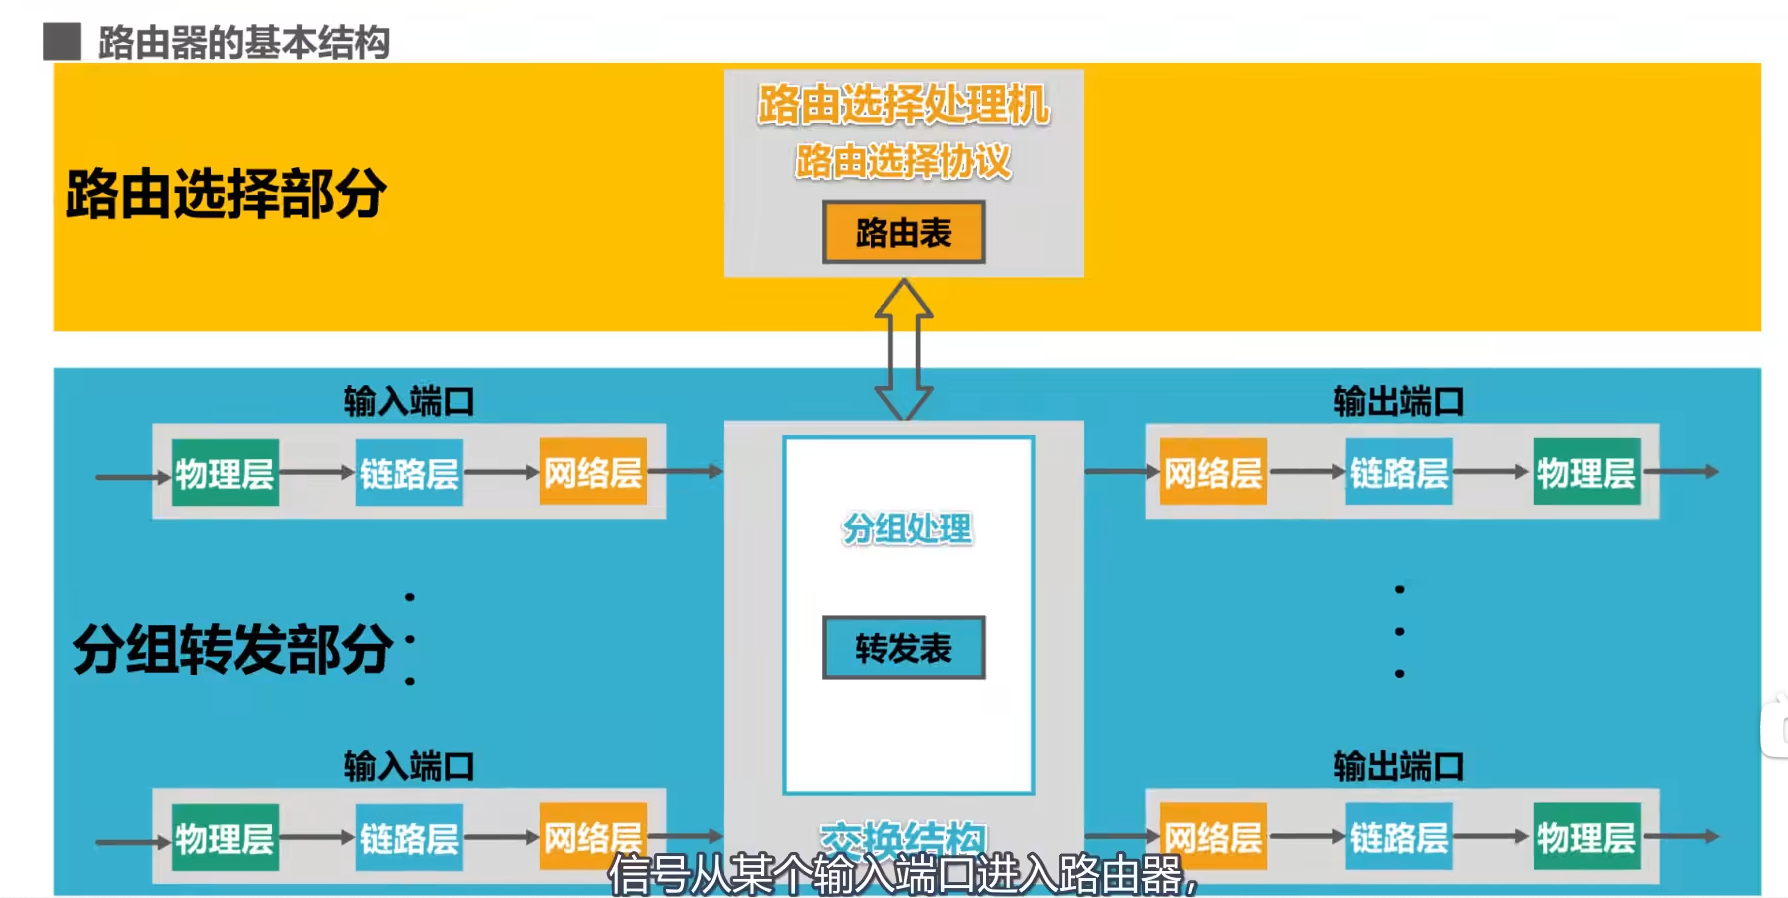 路由器的基本结构
路由选择处理机
路由选择协议
路由表
路由选择部分
输入端口
输出端口
物理层
链路层
网络层
网络层
链路层
物理层
分组处理
转发表
分组转发部分
输入端口
输出端口
物理层
链路层
网络层
交换结构
网络层
链路层
物理层
信号从某个输入端口进入路由器，